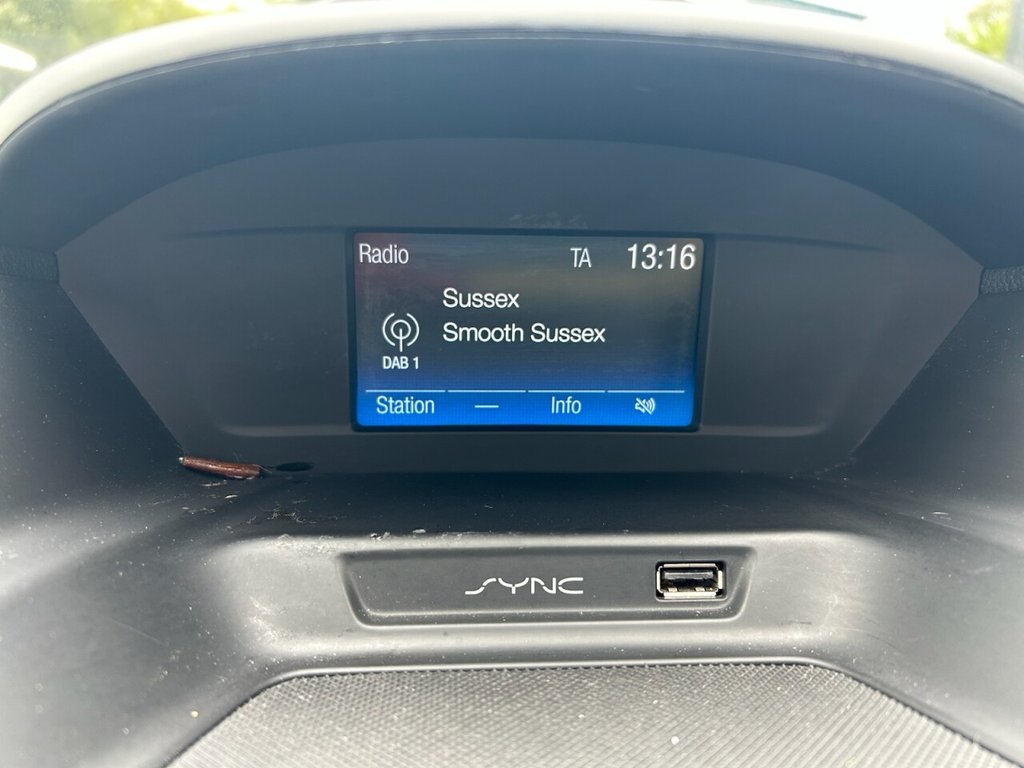 Radio TA 13:16
Sussex
Smooth Sussex
DAB 1
Station — Info
SYNC